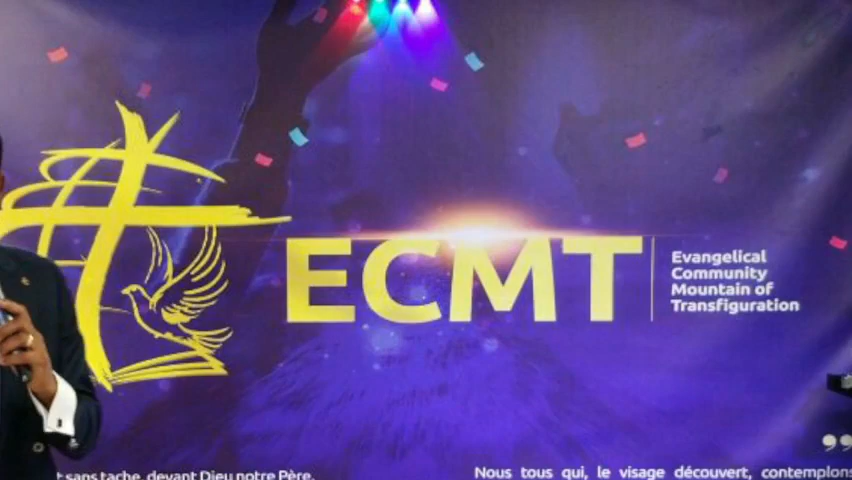 ECMT
Evangelical
Community
Mountain of
Transfiguration
”
t sans tache, devant Dieu notre Père.
Nous tous qui, le visage découvert, contemplons